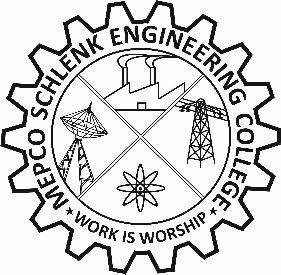 MEPCO SCHLENK ENGINEERING COLLEGE
* WORK IS WORSHIP *